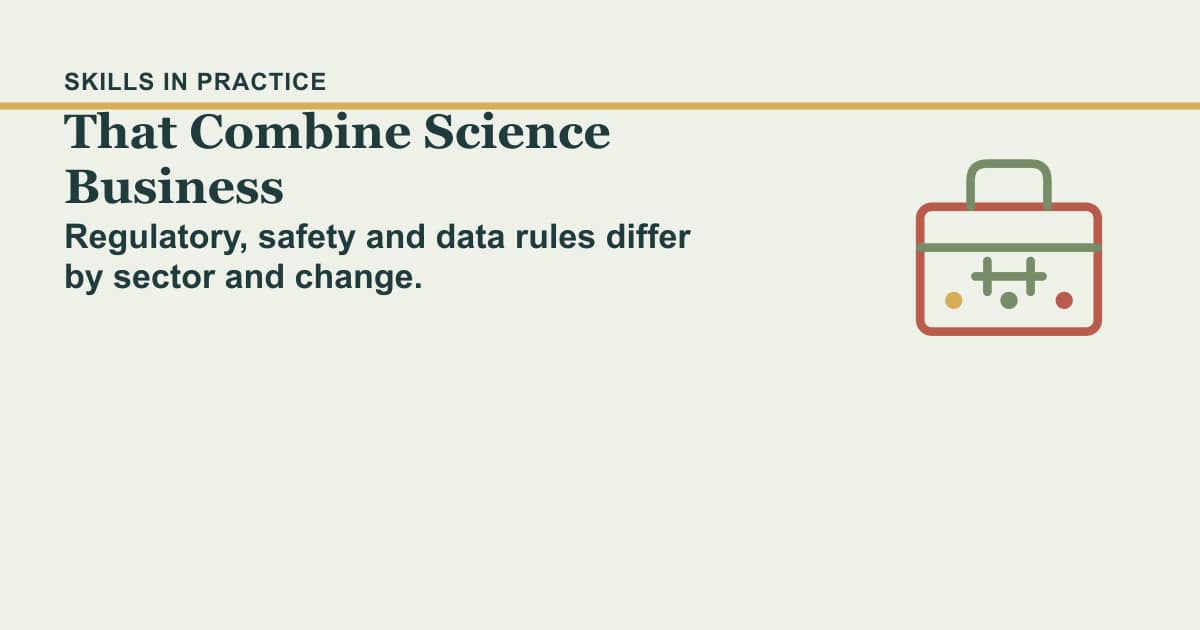 SKILLS IN PRACTICE
That Combine Science
Business
Regulatory, safety and data rules differ
by sector and change.